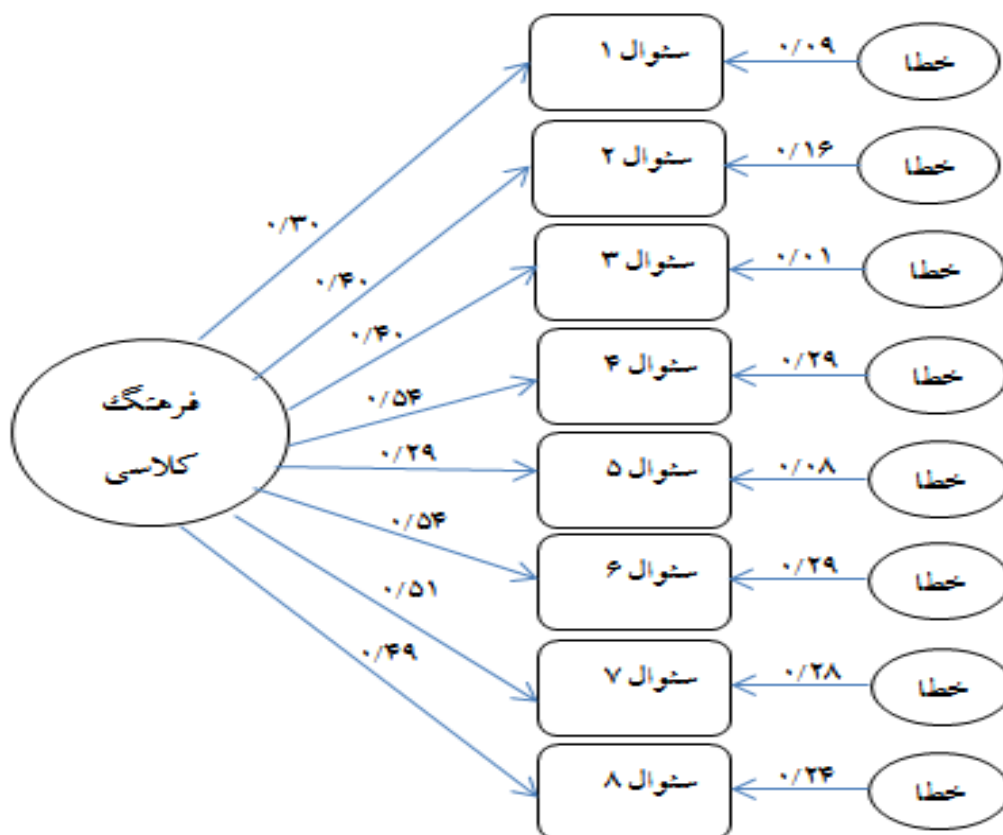 سئوال ۱
۰/۰۹
خطا
سئوال ۲
۰/۱۶
خطا
۰/۳۰
سئوال ۳
۰/۰۱
خطا
۰/۴۰
۰/۴۰
سئوال ۴
۰/۲۹
خطا
فرهنگ
کلاسی
۰/۵۴
۰/۲۹
سئوال ۵
۰/۰۸
خطا
۰/۵۴
سئوال ۶
۰/۲۹
خطا
۰/۵۱
۰/۴۹
سئوال ۷
۰/۲۸
خطا
سئوال ۸
۰/۲۴
خطا